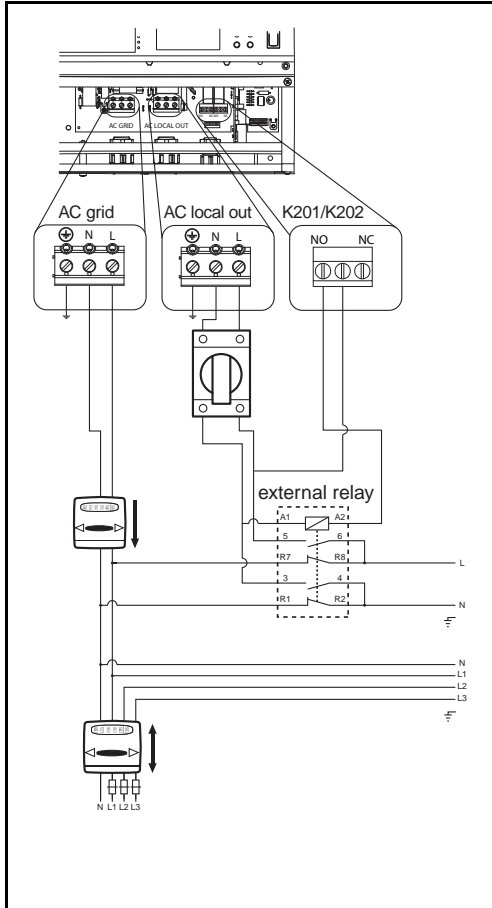 AC GRID AC LOCAL OUT
AC grid AC local out K201/K202
N L N L NO NC
external relay
A1 A2
5 6
R7 R8 L
3 4
R1 R2 N
N
L1
L2
L3
N L1 L2 L3